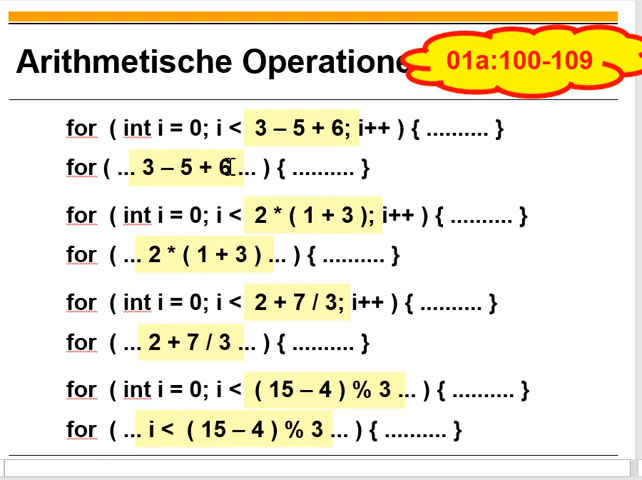 Arithmetische Operatione
01a:100-109
for ( int i = 0; i < 3 – 5 + 6; i++ ) { .......... }
for ( ... 3 – 5 + 6 ... ) { .......... }
for ( int i = 0; i < 2 * ( 1 + 3 ); i++ ) { .......... }
for ( ... 2 * ( 1 + 3 ) ... ) { .......... }
for ( int i = 0; i < 2 + 7 / 3; i++ ) { .......... }
for ( ... 2 + 7 / 3 ... ) { .......... }
for ( int i = 0; i < ( 15 – 4 ) % 3 ... ) { .......... }
for ( ... i < ( 15 – 4 ) % 3 ... ) { .......... }